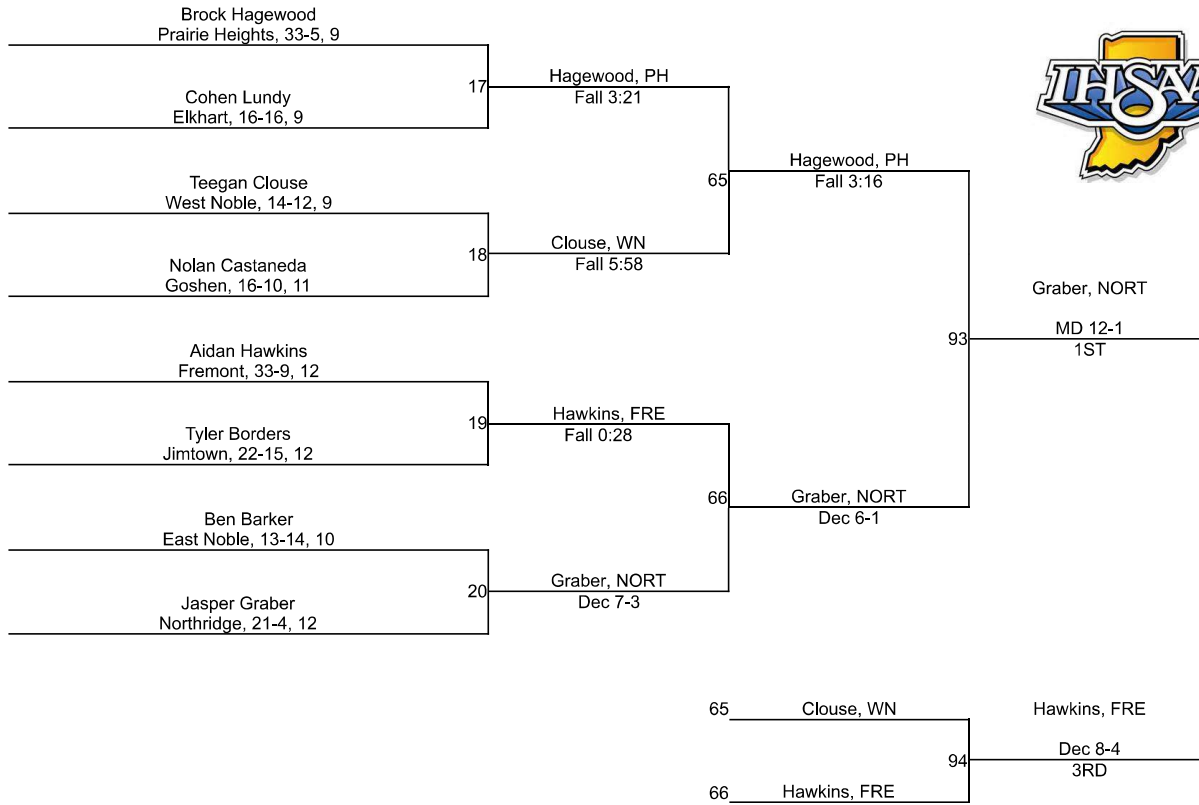 Brock Hagewood
Prairie Heights, 33-5, 9
Cohen Lundy
Elkhart, 16-16, 9
Teegan Clouse
West Noble, 14-12, 9
Nolan Castaneda
Goshen, 16-10, 11
Aidan Hawkins
Fremont, 33-9, 12
Tyler Borders
Jimtown, 22-15, 12
Ben Barker
East Noble, 13-14, 10
Jasper Graber
Northridge, 21-4, 12
17
Hagewood, PH
Fall 3:21
18
Clouse, WN
Fall 5:58
19
Hawkins, FRE
Fall 0:28
20
Graber, NORT
Dec 7-3
65
Hagewood, PH
Fall 3:16
66
Graber, NORT
Dec 6-1
IHSAA
93
Graber, NORT
MD 12-1
1ST
65
Clouse, WN
66
Hawkins, FRE
94
Hawkins, FRE
Dec 8-4
3RD